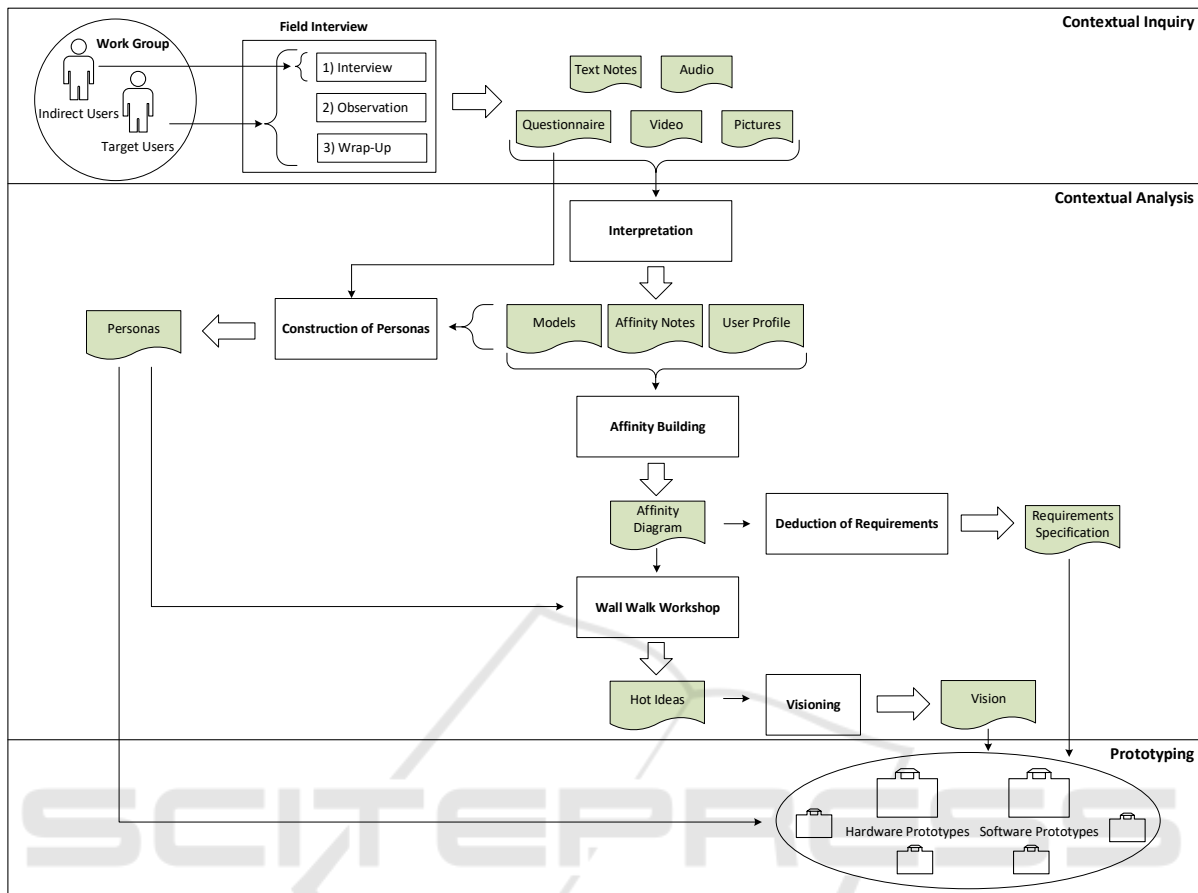 Contextual Inquiry
Field Interview
Work Group
1) Interview
Text Notes
Audio
Indirect Users
2) Observation
Questionnaire
Video
Pictures
Target Users
3) Wrap-Up
Contextual Analysis
Interpretation
Personas
Construction of Personas
Models
Affinity Notes
User Profile
Affinity Building
Affinity
Diagram
Deduction of Requirements
Requirements
Specification
Wall Walk Workshop
Hot Ideas
Visioning
Vision
Prototyping
Hardware Prototypes
Software Prototypes
SCITEPRESS